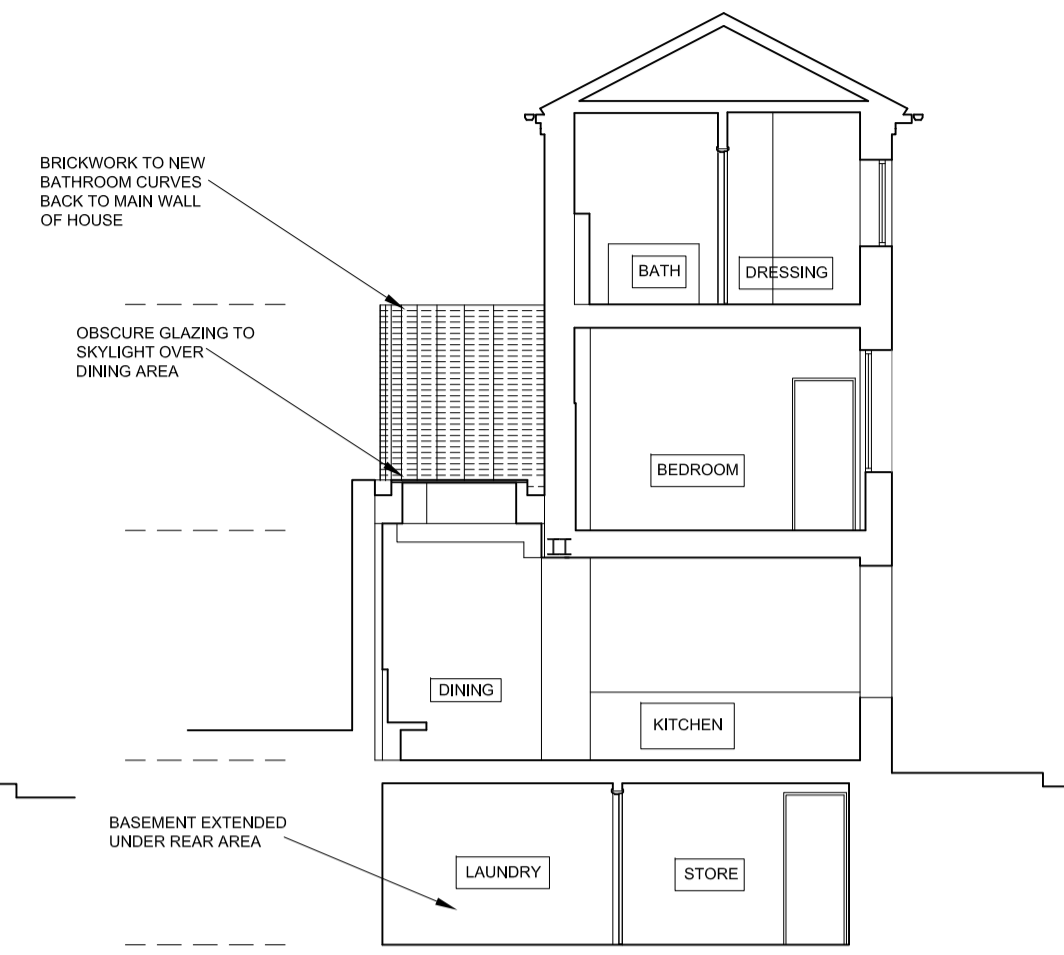 BRICKWORK TO NEW
BATHROOM CURVES
BACK TO MAIN WALL
OF HOUSE
BATH
DRESSING
OBSCURE GLAZING TO
SKYLIGHT OVER
DINING AREA
BEDROOM
DINING
KITCHEN
BASEMENT EXTENDED
UNDER REAR AREA
LAUNDRY
STORE